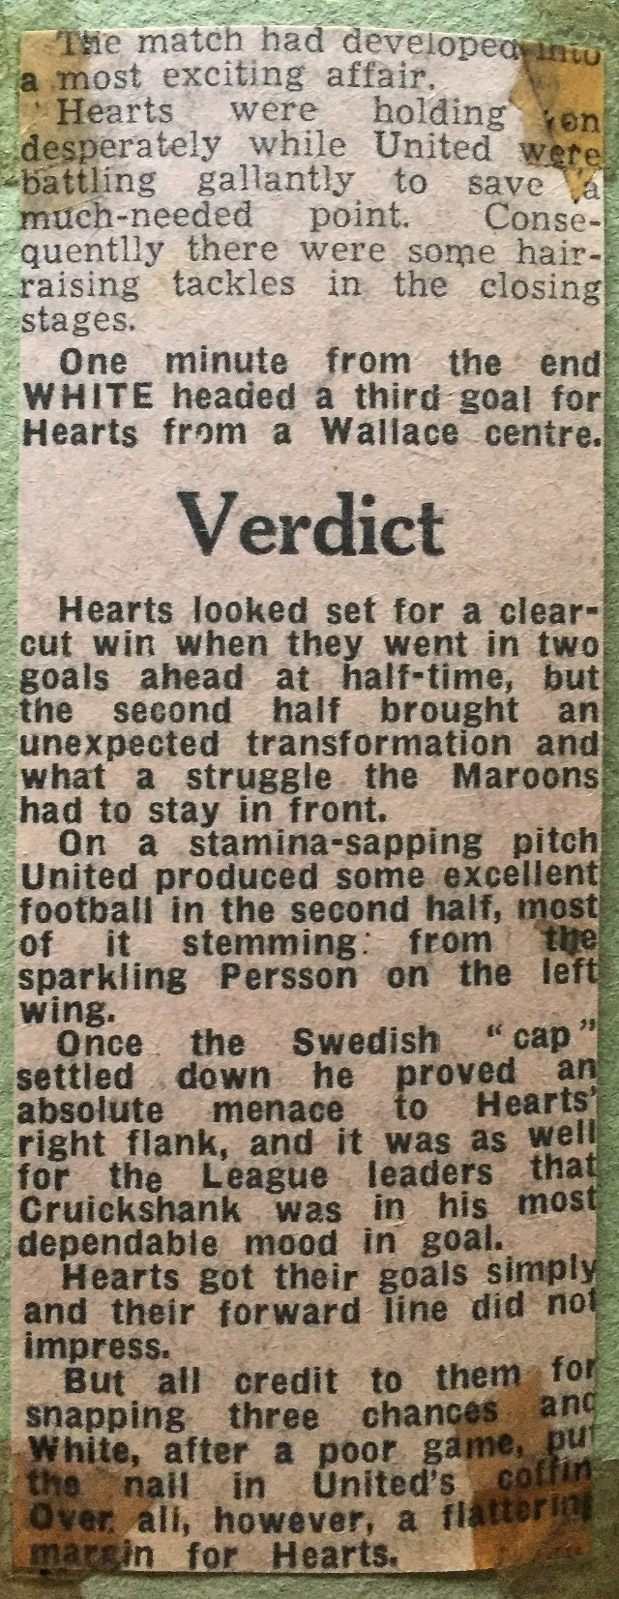 The match had developed into
a most exciting affair.
Hearts were holding on
desperately while United were
battling gallantly to save a
much-needed point. Conse-
quentlly there were some hair-
raising tackles in the closing
stages.
One minute from the end
WHITE headed a third goal for
Hearts from a Wallace centre.
Verdict
Hearts looked set for a clear-
cut win when they went in two
goals ahead at half-time, but
the second half brought an
unexpected transformation and
what a struggle the Maroons
had to stay in front.
On a stamina-sapping pitch
United produced some excellent
football in the second half, most
of it stemming from the
sparkling Persson on the left
wing.
Once the Swedish "cap"
settled down he proved an
absolute menace to Hearts'
right flank, and it was as well
for the League leaders that
Cruickshank was in his most
dependable mood in goal.
Hearts got their goals simply
and their forward line did not
impress.
But all credit to them for
snapping three chances and
White, after a poor game, put
the nail in United's coffin
Over all, however, a flattering
margin for Hearts.